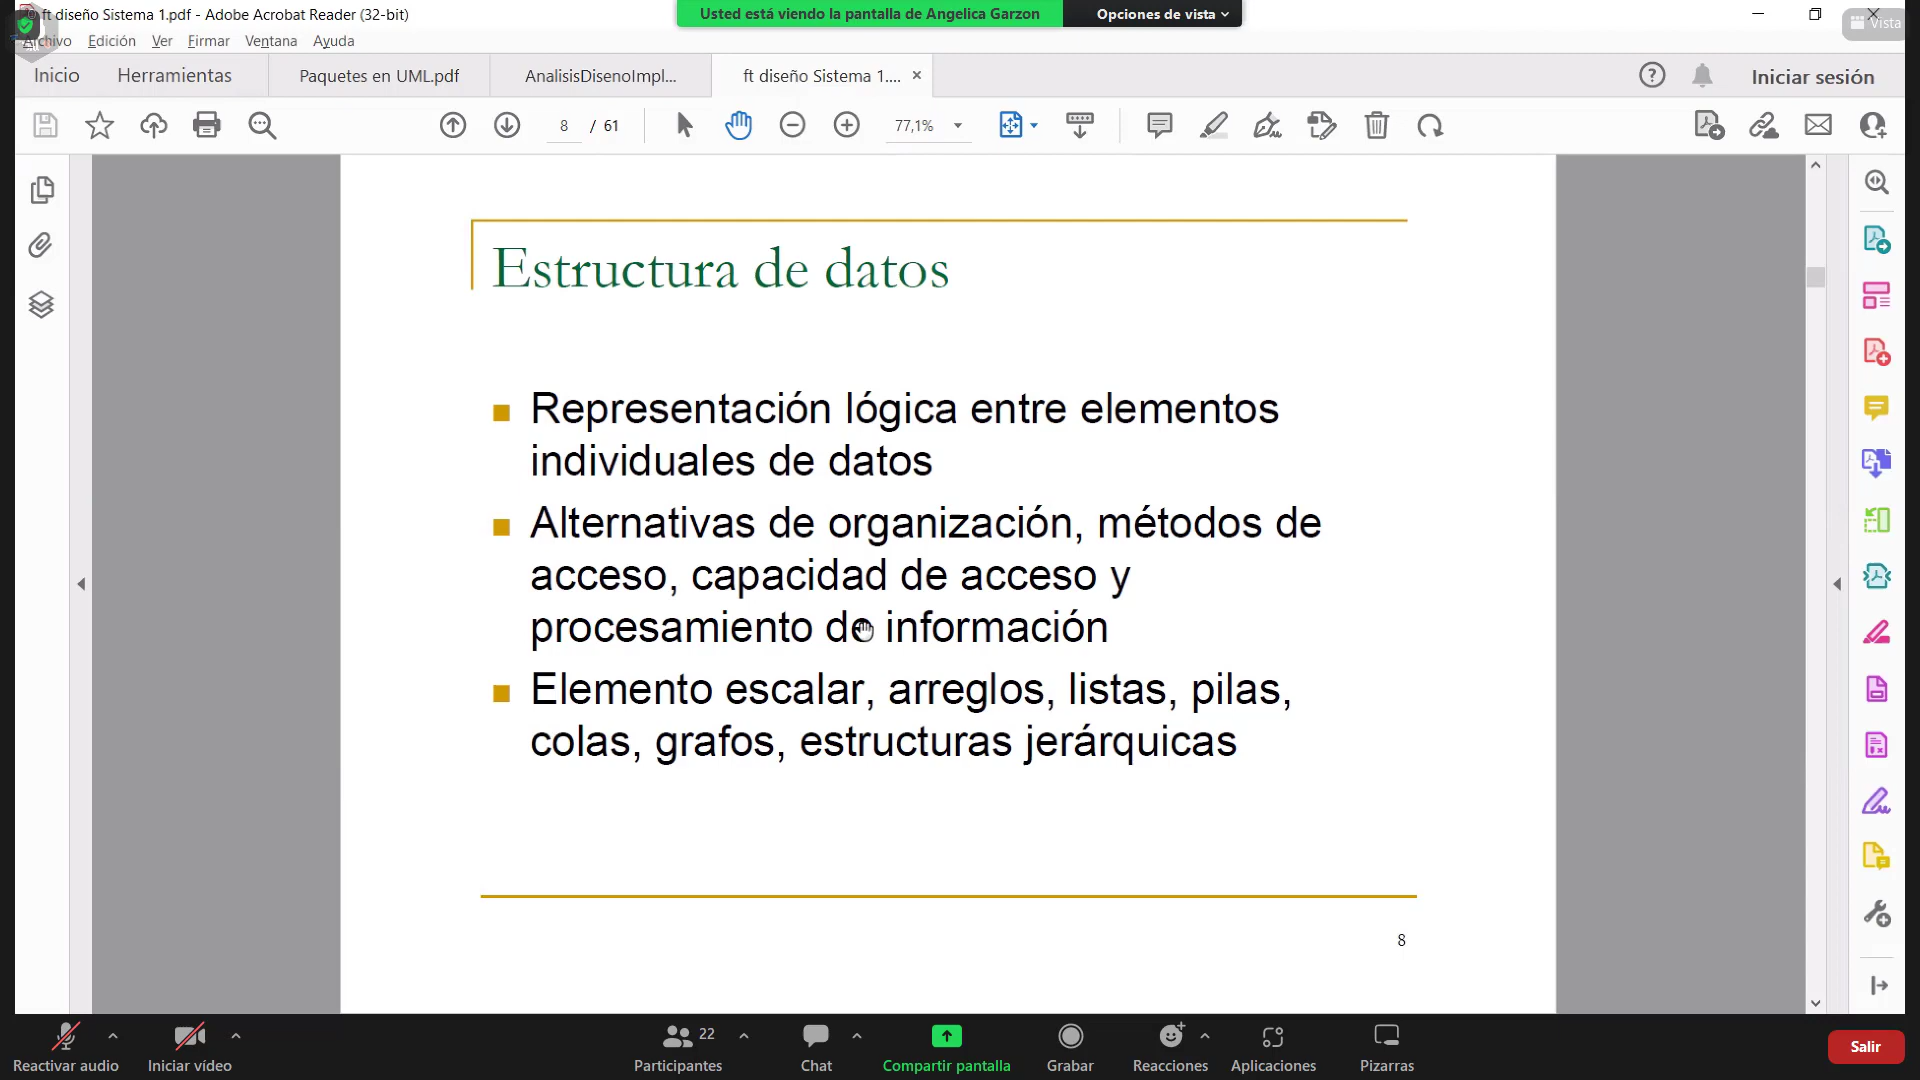 ft diseño Sistema 1.pdf - Adobe Acrobat Reader (32-bit)
Usted está viendo la pantalla de Angelica Garzon
Opciones de vista
Vista
Archivo Edición Ver Firmar Ventana Ayuda
Inicio Herramientas Paquetes en UML.pdf AnalisisDisenoImpl... ft diseño Sistema 1.... × Iniciar sesión
8 / 61 77,1%
Estructura de datos
Representación lógica entre elementos
individuales de datos
Alternativas de organización, métodos de
acceso, capacidad de acceso y
procesamiento de información
Elemento escalar, arreglos, listas, pilas,
colas, grafos, estructuras jerárquicas
8
22
Reactivar audio Iniciar vídeo Participantes Chat Compartir pantalla Grabar Reacciones Aplicaciones Pizarras Salir